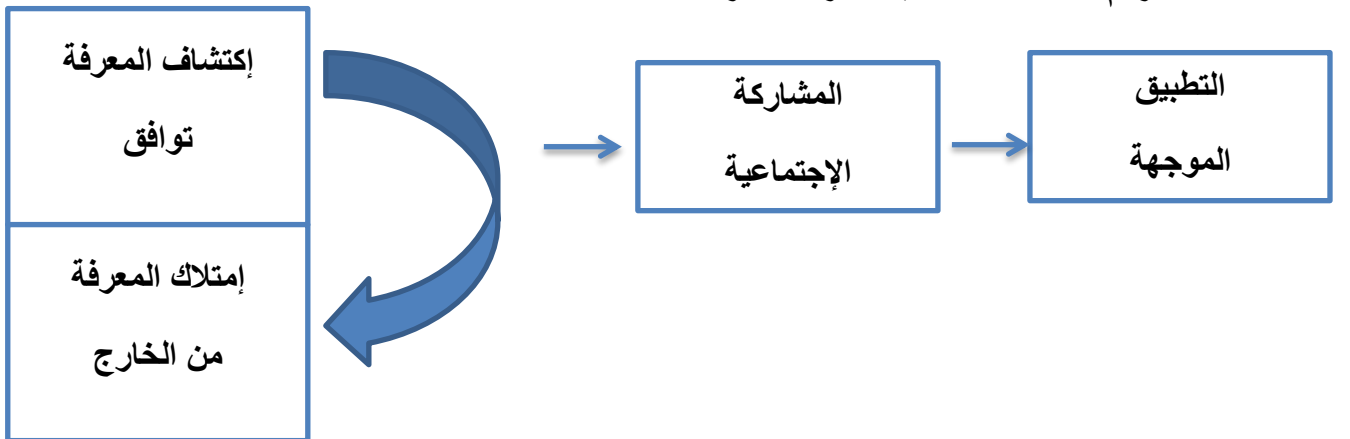 إكتشاف المعرفة
توافق
إمتلاك المعرفة
من الخارج
المشاركة
الإجتماعية
التطبيق
الموجهة